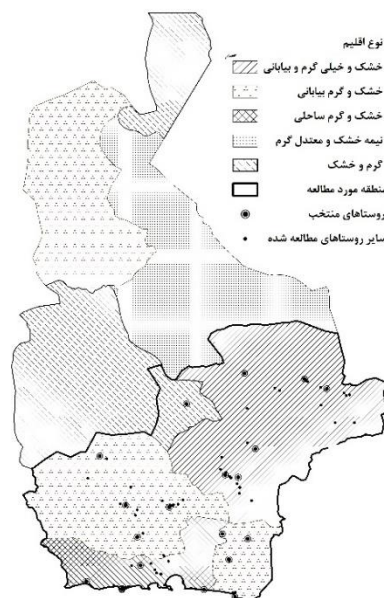 نوع اقلیم
خشک و خیلی گرم و بیابانی
خشک و گرم بیابانی
خشک و گرم ساحلی
نیمه خشک و معتدل گرم
گرم و خشک
منطقه مورد مطالعه
روستاهای منتخب
سایر روستاهای مطالعه شده